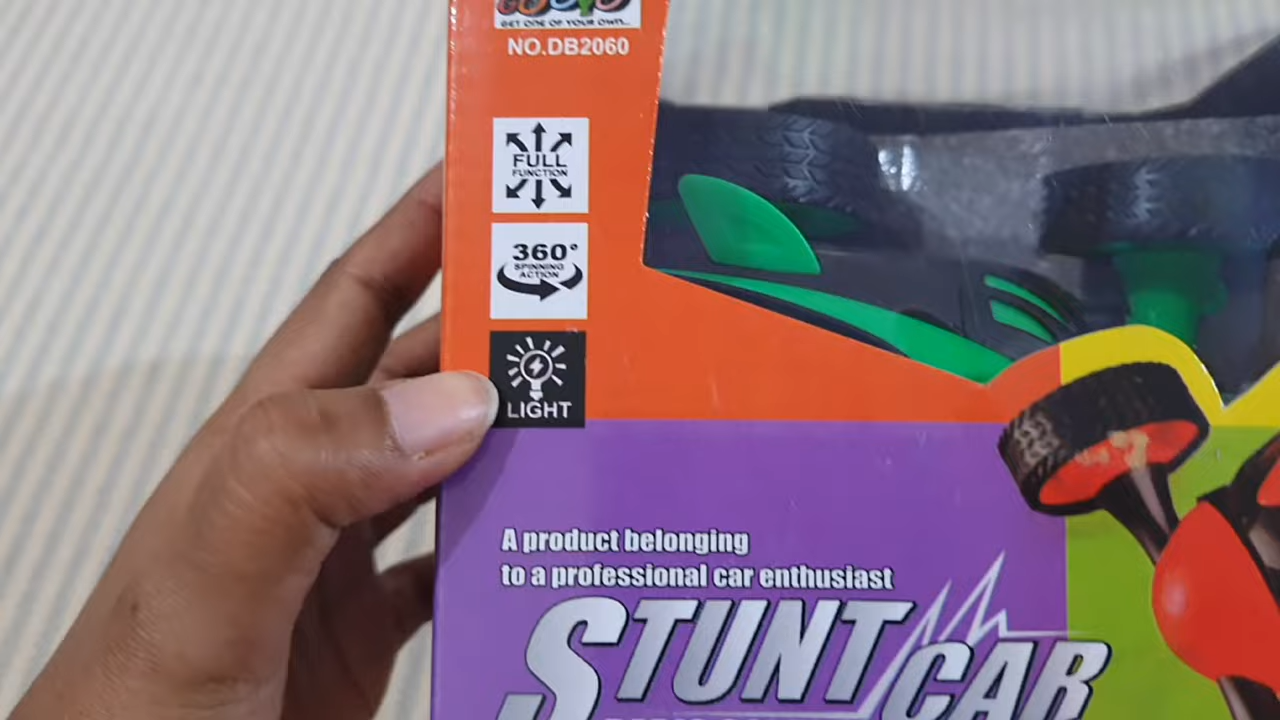 GET ONE OF YOUR OWN...
NO.DB2060
FULL
FUNCTION
360°
SPINNING
ACTION
LIGHT
A product belonging
to a professional car enthusiast
STUNT CAR